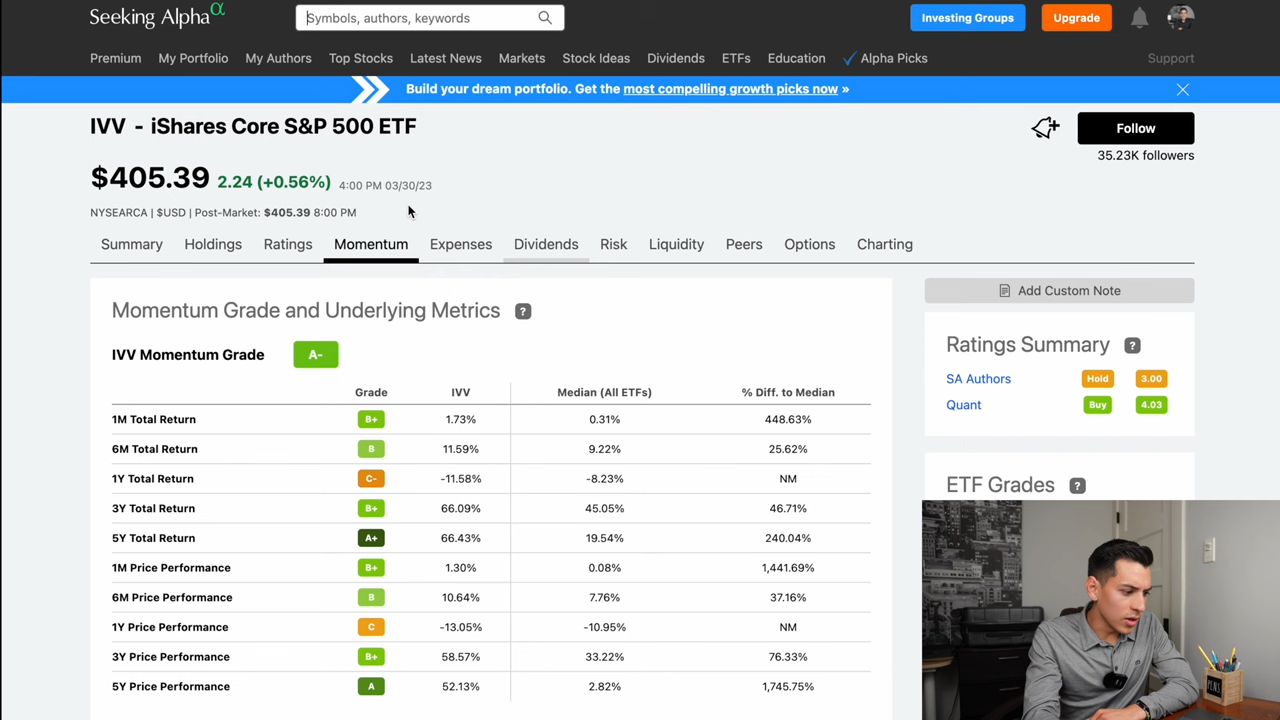 Seeking Alpha α
Symbols, authors, keywords
Investing Groups
Upgrade
Premium My Portfolio My Authors Top Stocks Latest News Markets Stock Ideas Dividends ETFs Education Alpha Picks Support
Build your dream portfolio. Get the most compelling growth picks now »
IVV - iShares Core S&P 500 ETF
Follow
35.23K followers
$405.39 2.24 (+0.56%) 4:00 PM 03/30/23
NYSEARCA | $USD | Post-Market: $405.39 8:00 PM
Summary Holdings Ratings Momentum Expenses Dividends Risk Liquidity Peers Options Charting
Momentum Grade and Underlying Metrics ?
IVV Momentum Grade A-
Grade IVV Median (All ETFs) % Diff. to Median
1M Total Return B+ 1.73% 0.31% 448.63%
6M Total Return B 11.59% 9.22% 25.62%
1Y Total Return C- -11.58% -8.23% NM
3Y Total Return B+ 66.09% 45.05% 46.71%
5Y Total Return A+ 66.43% 19.54% 240.04%
1M Price Performance B+ 1.30% 0.08% 1,441.69%
6M Price Performance B 10.64% 7.76% 37.16%
1Y Price Performance C -13.05% -10.95% NM
3Y Price Performance B+ 58.57% 33.22% 76.33%
5Y Price Performance A 52.13% 2.82% 1,745.75%
Add Custom Note
Ratings Summary ?
SA Authors Hold 3.00
Quant Buy 4.03
ETF Grades ?
PENS